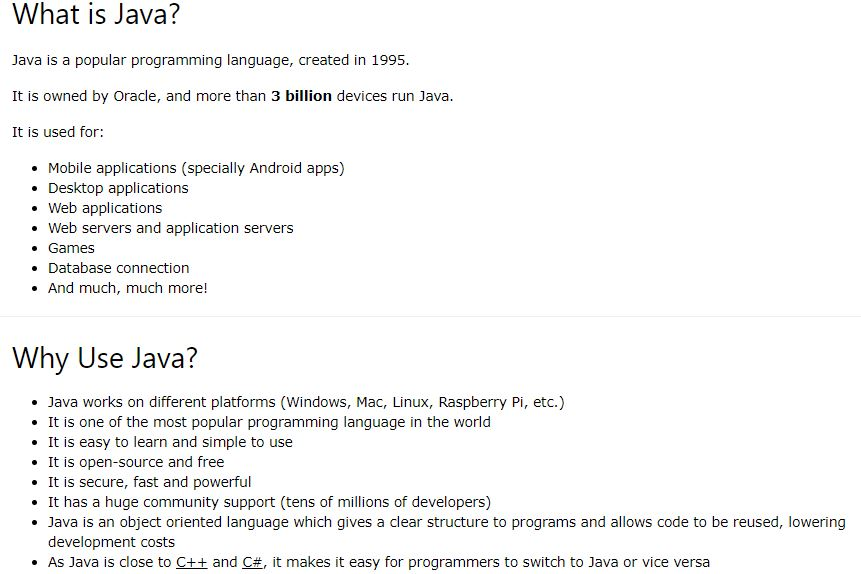 What is Java?
Java is a popular programming language, created in 1995.
It is owned by Oracle, and more than 3 billion devices run Java.
It is used for:
Mobile applications (specially Android apps)
Desktop applications
Web applications
Web servers and application servers
Games
Database connection
And much, much more!
Why Use Java?
Java works on different platforms (Windows, Mac, Linux, Raspberry Pi, etc.)
It is one of the most popular programming language in the world
It is easy to learn and simple to use
It is open-source and free
It is secure, fast and powerful
It has a huge community support (tens of millions of developers)
Java is an object oriented language which gives a clear structure to programs and allows code to be reused, lowering
development costs
As Java is close to C++ and C#, it makes it easy for programmers to switch to Java or vice versa